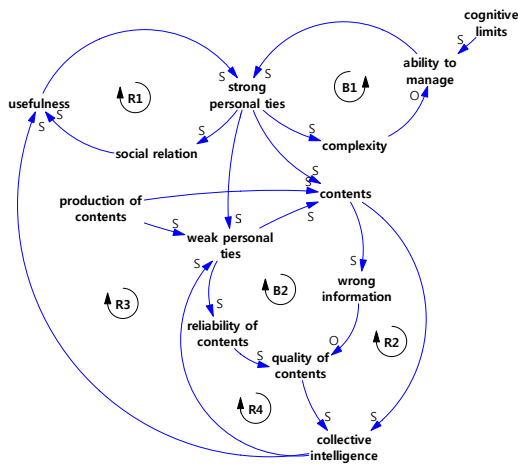 cognitive
limits
S
ability to
manage
S
S
strong
personal ties
usefulness
R1
B1
O
S
S
S
S
social relation
complexity
S
S
production of
contents
contents
S
S
S
weak personal
ties
S
S
wrong
information
B2
R3
S
reliability of
contents
O
R2
S
quality of
contents
R4
S
S
collective
intelligence